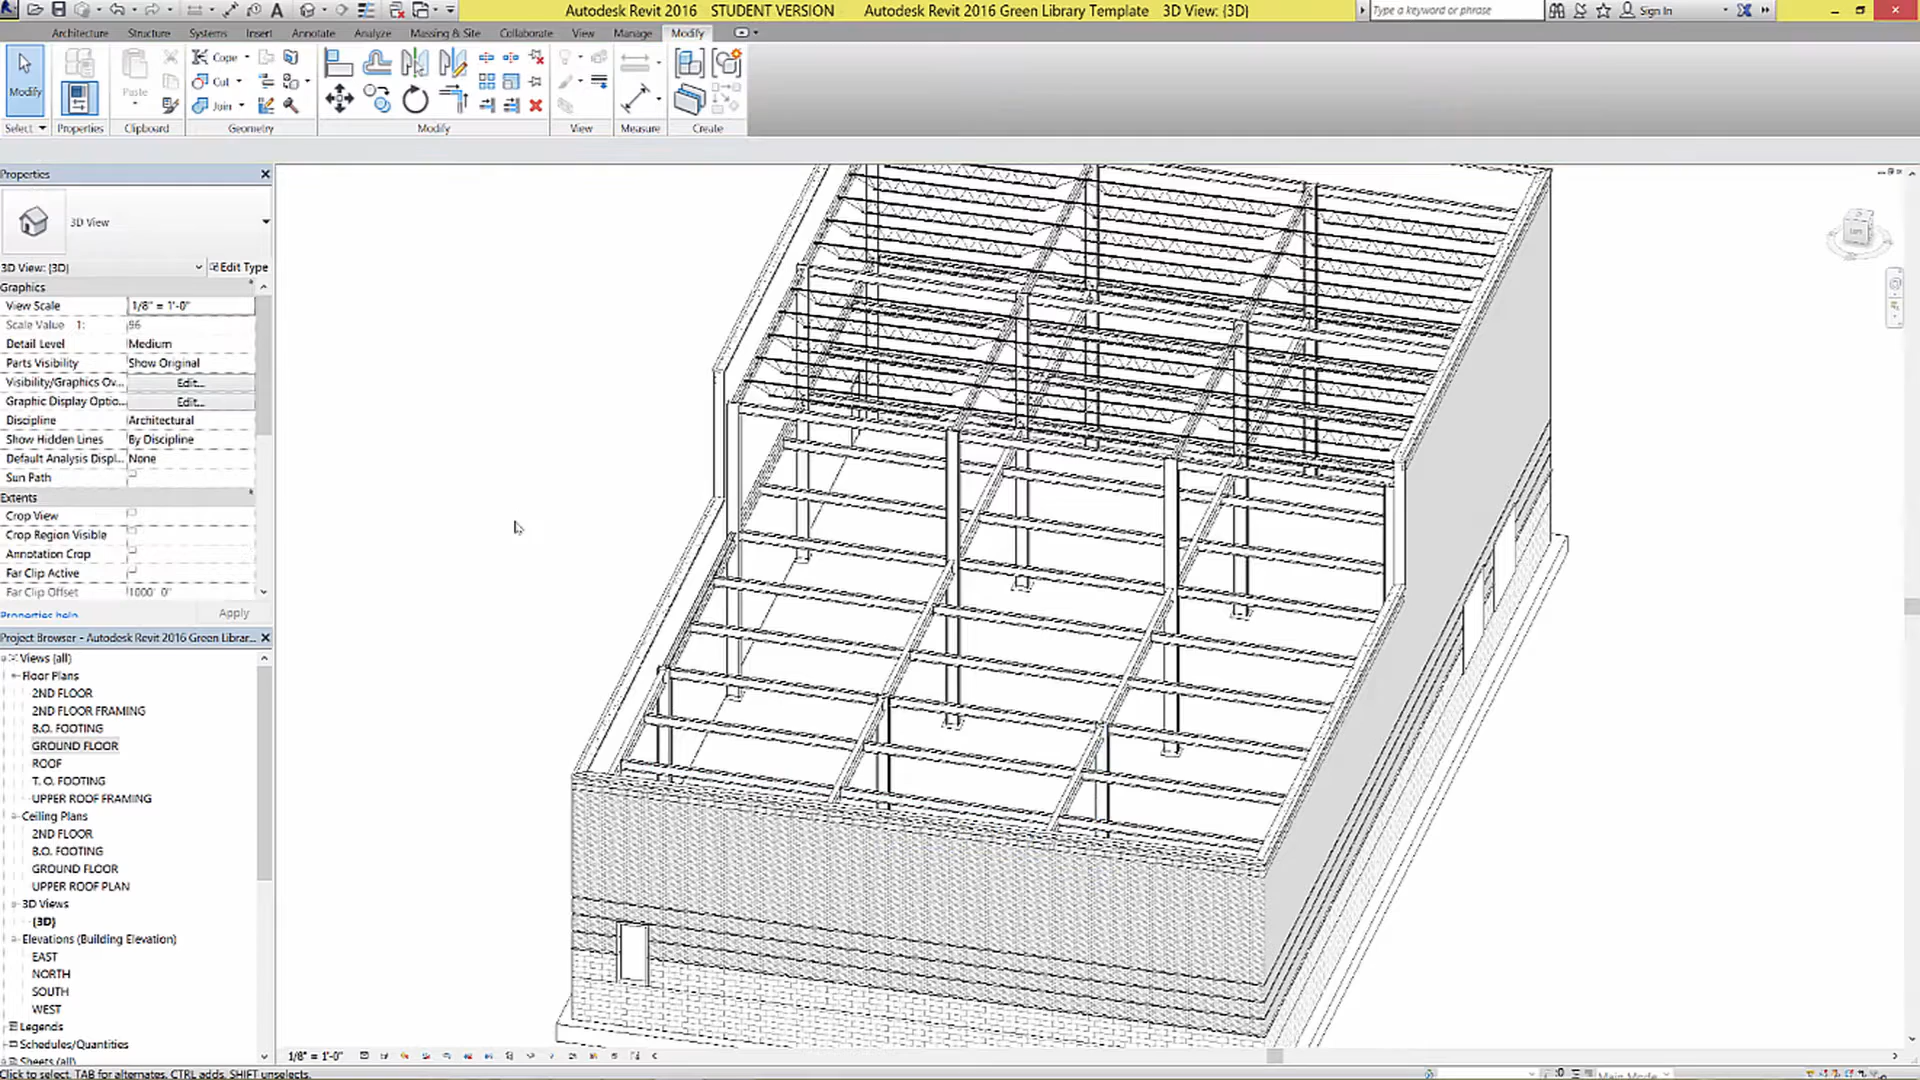 Autodesk Revit 2016 STUDENT VERSION Autodesk Revit 2016 Green Library Template 3D View: {3D}
Type a keyword or phrase
Sign In
Architecture Structure Systems Insert Annotate Analyze Massing & Site Collaborate View Manage Modify
Modify
Paste
Cope
Cut
Join
Select Properties Clipboard Geometry Modify View Measure Create
Properties
3D View
3D View: {3D} Edit Type
Graphics
View Scale 1/8" = 1'-0"
Scale Value 1: 96
Detail Level Medium
Parts Visibility Show Original
Visibility/Graphics Ov... Edit...
Graphic Display Optio... Edit...
Discipline Architectural
Show Hidden Lines By Discipline
Default Analysis Displ... None
Sun Path
Extents
Crop View
Crop Region Visible
Annotation Crop
Far Clip Active
Far Clip Offset 1000' 0"
Properties help Apply
Project Browser - Autodesk Revit 2016 Green Librar...
Views (all)
Floor Plans
2ND FLOOR
2ND FLOOR FRAMING
B.O. FOOTING
GROUND FLOOR
ROOF
T. O. FOOTING
UPPER ROOF FRAMING
Ceiling Plans
2ND FLOOR
B.O. FOOTING
GROUND FLOOR
UPPER ROOF PLAN
3D Views
{3D}
Elevations (Building Elevation)
EAST
NORTH
SOUTH
WEST
Legends
Schedules/Quantities
Sheets (all)
1/8" = 1'-0"
Click to select, TAB for alternates, CTRL adds, SHIFT unselects.
:0
Main Mode